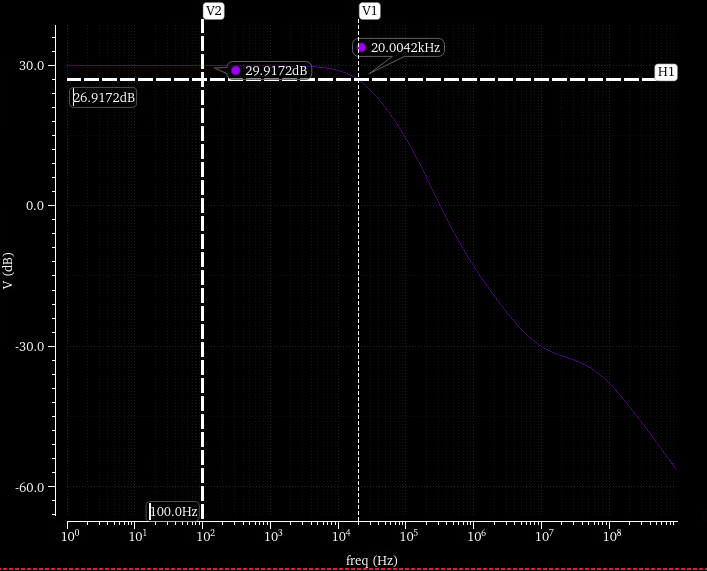 V2
V1
20.0042kHz
30.0
29.9172dB
H1
26.9172dB
0.0
V (dB)
-30.0
-60.0
100.0Hz
10⁰ 10¹ 10² 10³ 10⁴ 10⁵ 10⁶ 10⁷ 10⁸
freq (Hz)